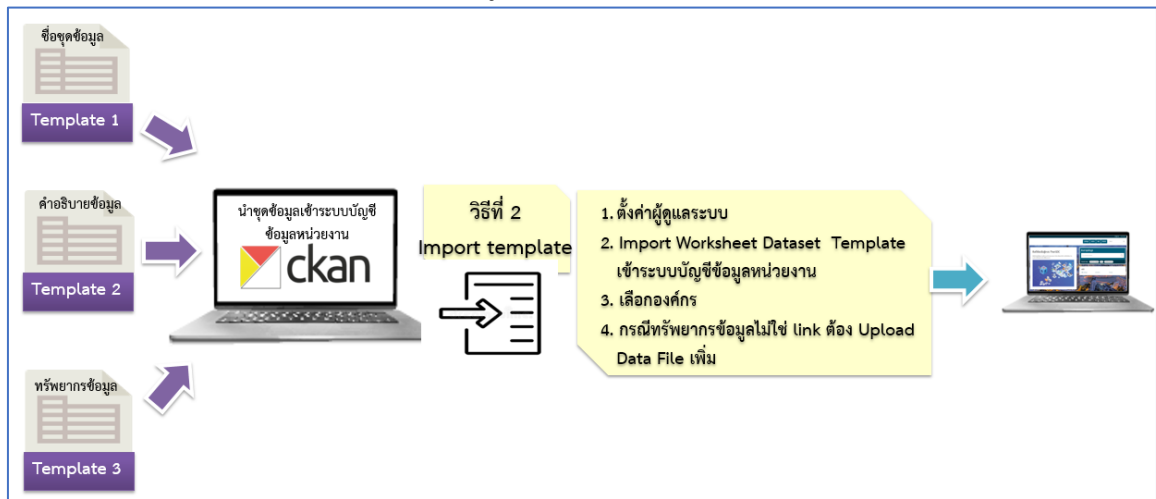 ชื่อชุดข้อมูล
Template 1
คำอธิบายข้อมูล
Template 2
ทรัพยากรข้อมูล
Template 3
นำชุดข้อมูลเข้าระบบบัญชี
ข้อมูลหน่วยงาน
ckan
วิธีที่ 2
Import template
1. ตั้งค่าผู้ดูแลระบบ
2. Import Worksheet Dataset Template
เข้าระบบบัญชีข้อมูลหน่วยงาน
3. เลือกองค์กร
4. กรณีทรัพยากรข้อมูลไม่ใช่ link ต้อง Upload
Data File เพิ่ม